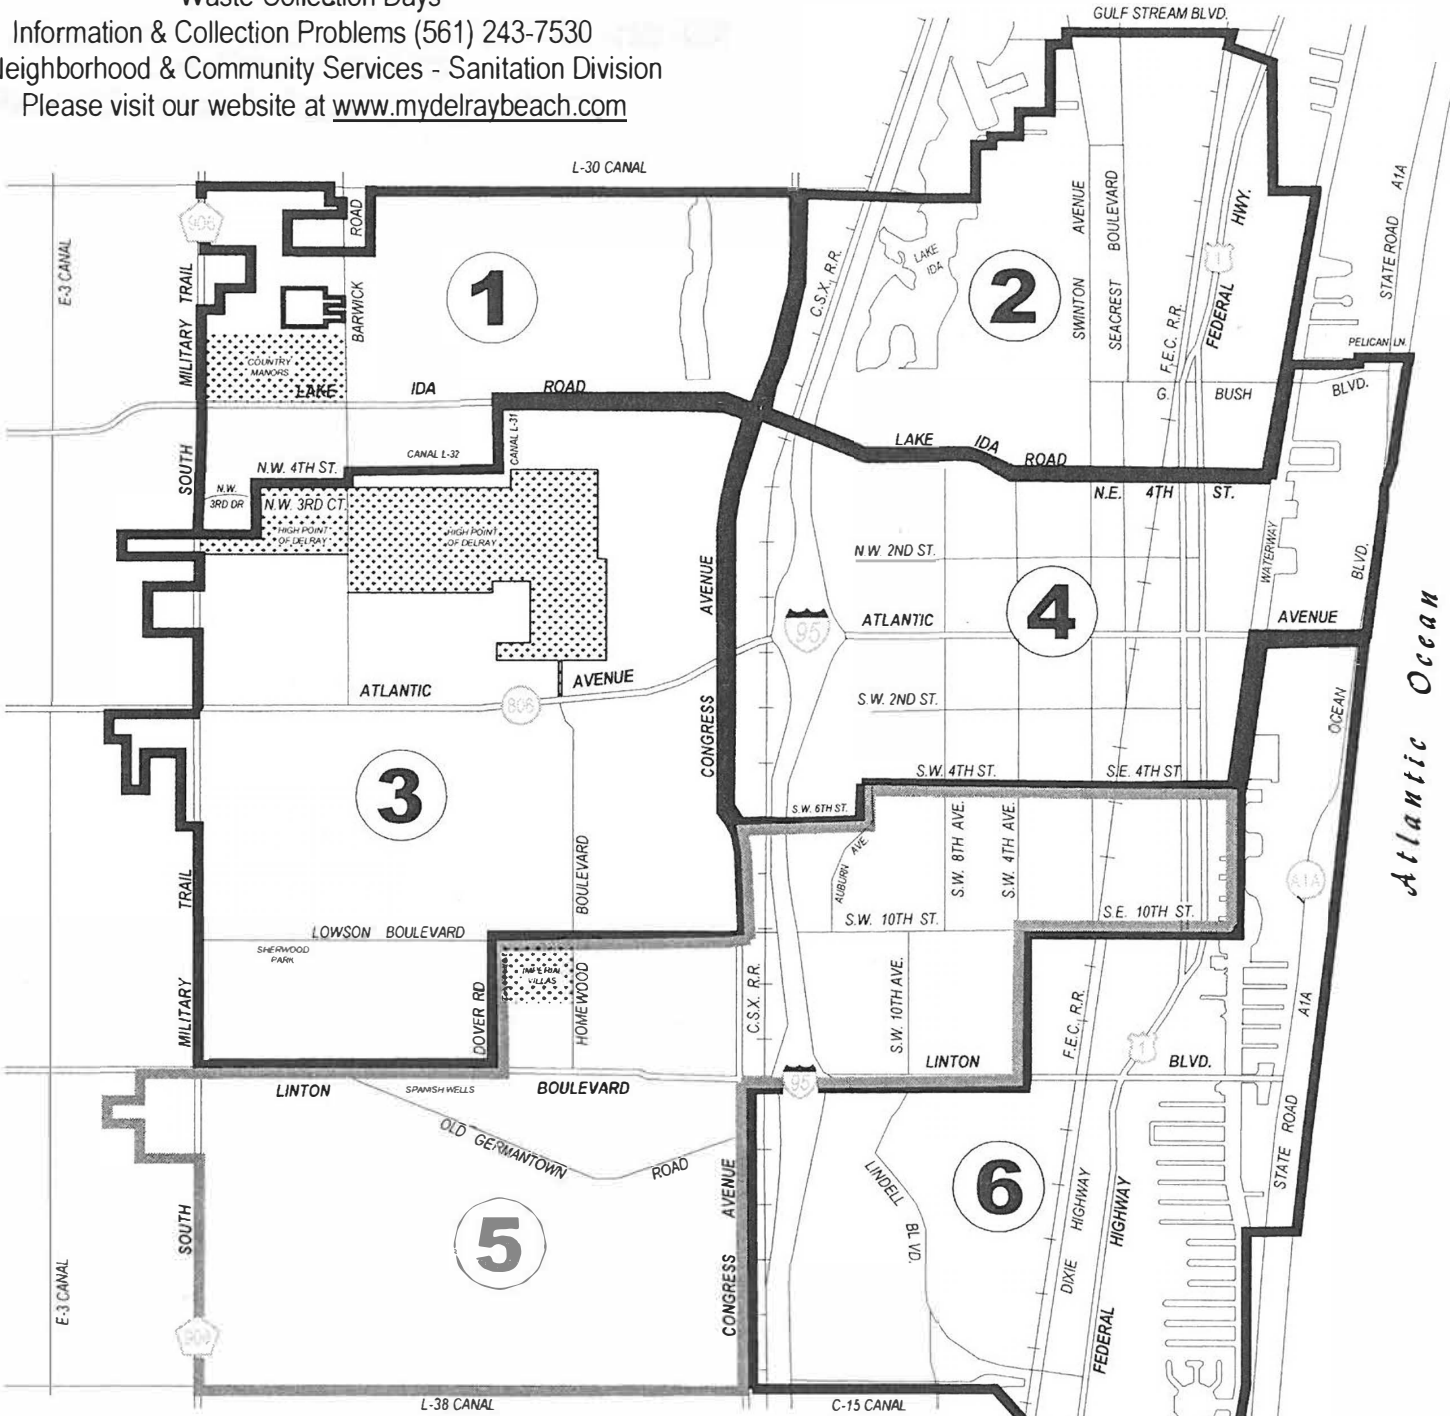 Waste Collection Days
Information & Collection Problems (561) 243-7530
Neighborhood & Community Services - Sanitation Division
Please visit our website at www.mydelraybeach.com
GULF STREAM BLVD.
L-30 CANAL
E-3 CANAL
MILITARY TRAIL
SOUTH
ROAD
BARWICK
1
COUNTRY
MANORS
LAKE IDA ROAD
C.S.X. R.R.
LAKE
IDA
2
SWINTON AVENUE
SEACREST BOULEVARD
F.E.C. R.R.
FEDERAL HWY.
1
STATE ROAD A1A
PELICAN LN.
G. BUSH BLVD.
CANAL L-31
CANAL L-32
N.W. 4TH ST.
N.W.
3RD DR
N.W. 3RD CT.
HIGH POINT
OF DELRAY
HIGH POINT
OF DELRAY
LAKE IDA ROAD
N.E. 4TH ST.
WATERWAY
BLVD.
N.W. 2ND ST.
4
95
ATLANTIC AVENUE
S.W. 2ND ST.
CONGRESS AVENUE
ATLANTIC AVENUE
806
3
S.W. 4TH ST.
S.E. 4TH ST.
S.W. 6TH ST.
OCEAN
Atlantic Ocean
AUBURN AVE.
S.W. 8TH AVE.
S.W. 4TH AVE.
S.W. 10TH ST.
S.E. 10TH ST.
A1A
BOULEVARD
HOMEWOOD
LOWSON BOULEVARD
SHERWOOD
PARK
IMPERIAL
VILLAS
DOVER RD
MILITARY TRAIL
C.S.X. R.R.
S.W. 10TH AVE.
F.E.C. R.R.
1
LINTON BLVD.
95
LINTON BOULEVARD
SPANISH WELLS
OLD GERMANTOWN ROAD
STATE ROAD A1A
5
6
LINDELL BLVD.
DIXIE HIGHWAY
FEDERAL HIGHWAY
CONGRESS AVENUE
SOUTH
E-3 CANAL
L-38 CANAL
C-15 CANAL